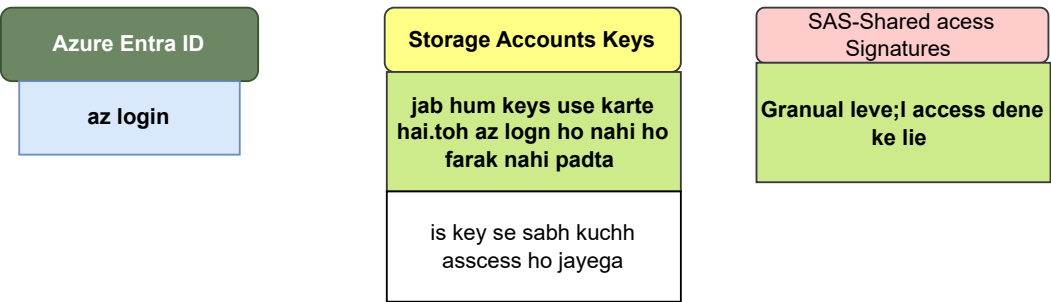 Azure Entra ID
az login
Storage Accounts Keys
jab hum keys use karte
hai.toh az logn ho nahi ho
farak nahi padta
is key se sabh kuchh
asscess ho jayega
SAS-Shared acess
Signatures
Granual leve;l access dene
ke lie